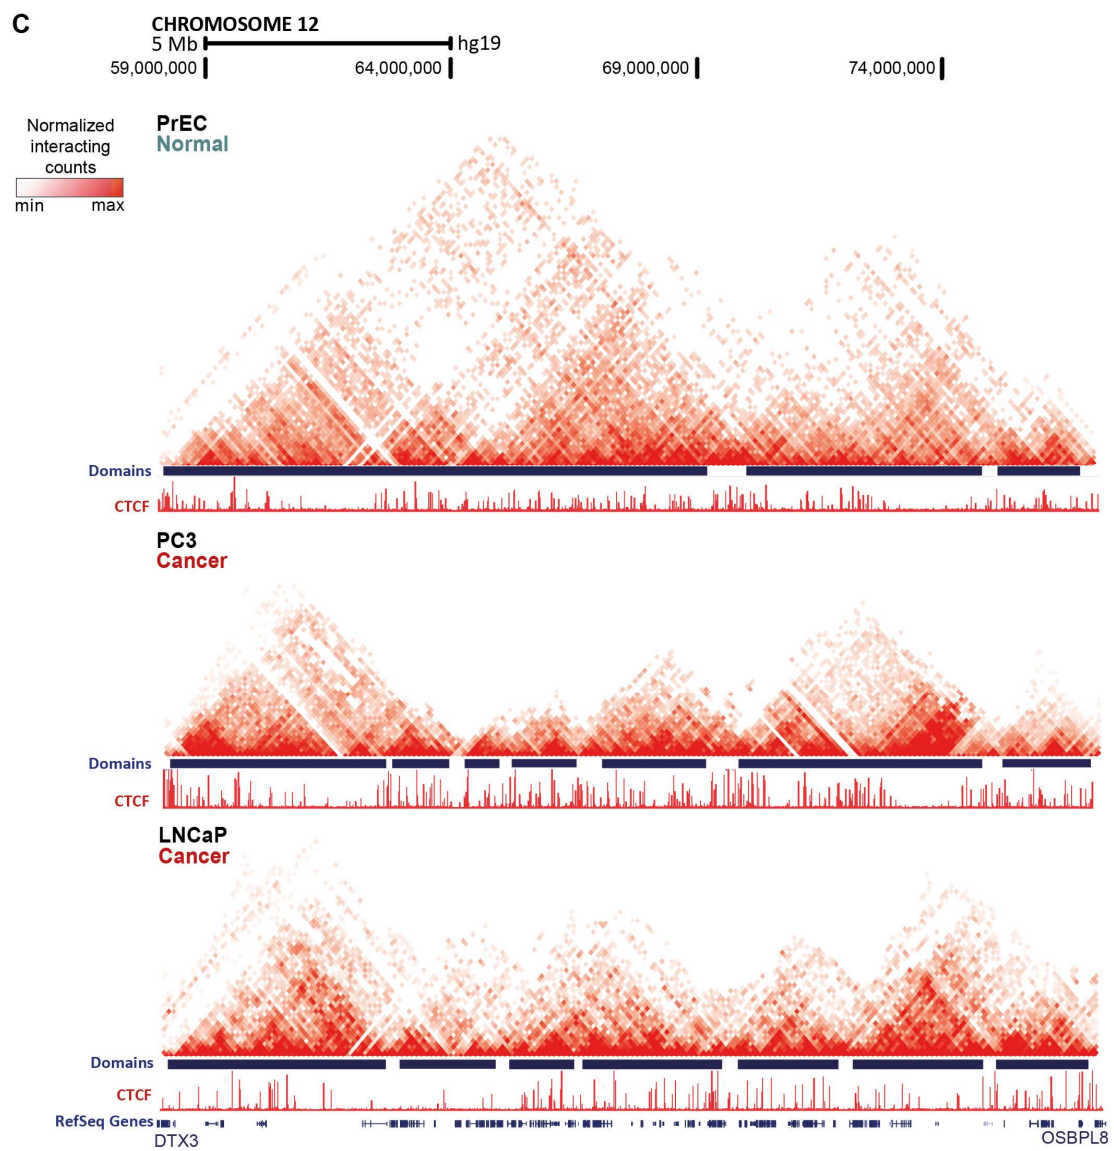 C
CHROMOSOME 12
5 Mb hg19
59,000,000 64,000,000 69,000,000 74,000,000
Normalized
interacting
counts
min max
PrEC
Normal
Domains
CTCF
PC3
Cancer
Domains
CTCF
LNCaP
Cancer
Domains
CTCF
RefSeq Genes
DTX3 OSBPL8